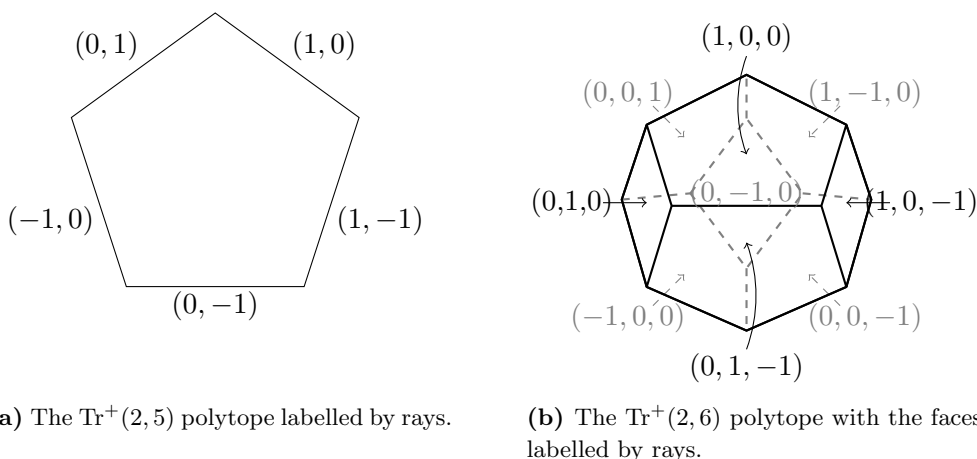 (0, 1)
(1, 0)
(−1, 0)
(1, −1)
(0, −1)
(1, 0, 0)
(0, 0, 1)
(1, −1, 0)
(0,1,0)
(0, −1, 0)
(1, 0, −1)
(−1, 0, 0)
(0, 0, −1)
(0, 1, −1)
a) The Tr⁺(2, 5) polytope labelled by rays.
(b) The Tr⁺(2, 6) polytope with the faces
labelled by rays.